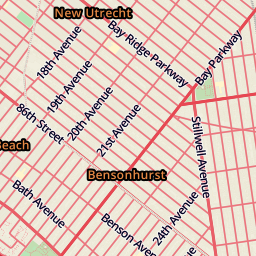 New Utrecht
Bay Ridge Parkway
18th Avenue
Bay Parkway
19th Avenue
20th Avenue
86th Street
21st Avenue
Stillwell Avenue
Beach
Bensonhurst
Bath Avenue
24th Avenue
Benson Aven